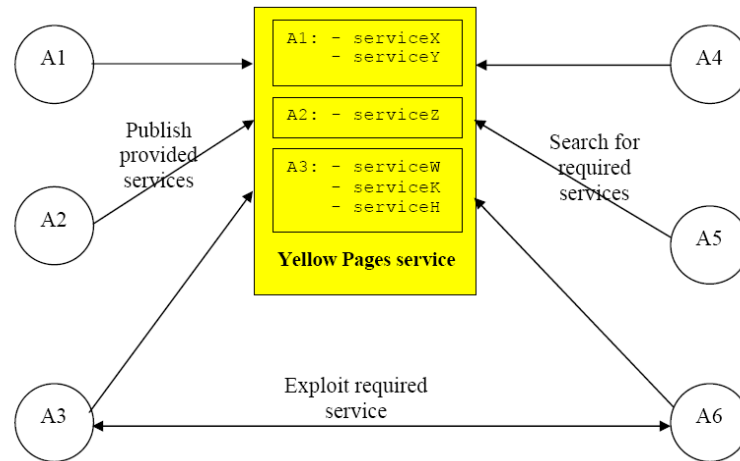 A1
A1: - serviceX
- serviceY
A4
A2: - serviceZ
Publish
provided
services
Search for
required
services
A3: - serviceW
- serviceK
- serviceH
A2
A5
Yellow Pages service
Exploit required
service
A3
A6